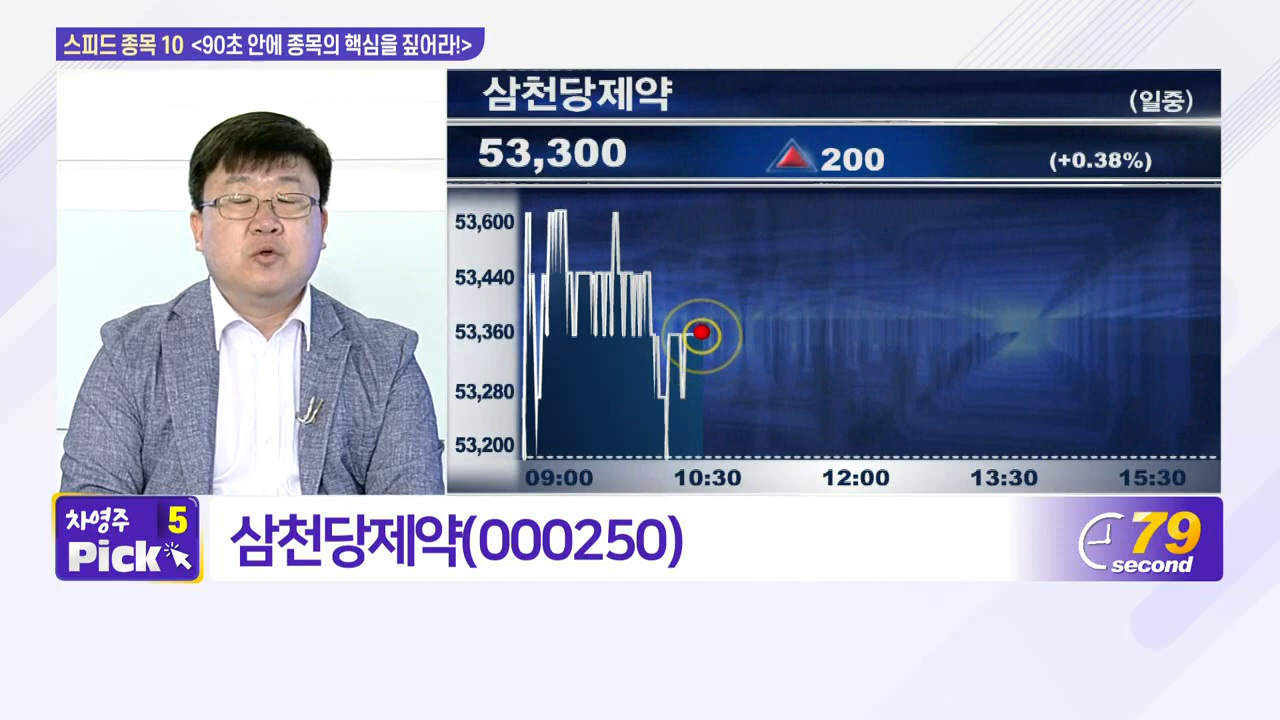 스피드 종목 10 <90초 안에 종목의 핵심을 짚어라!>
삼천당제약
(일중)
53,300
200
(+0.38%)
53,600
53,440
53,360
53,280
53,200
09:00 10:30 12:00 13:30 15:30
차영주 5
Pick
삼천당제약(000250)
79
second